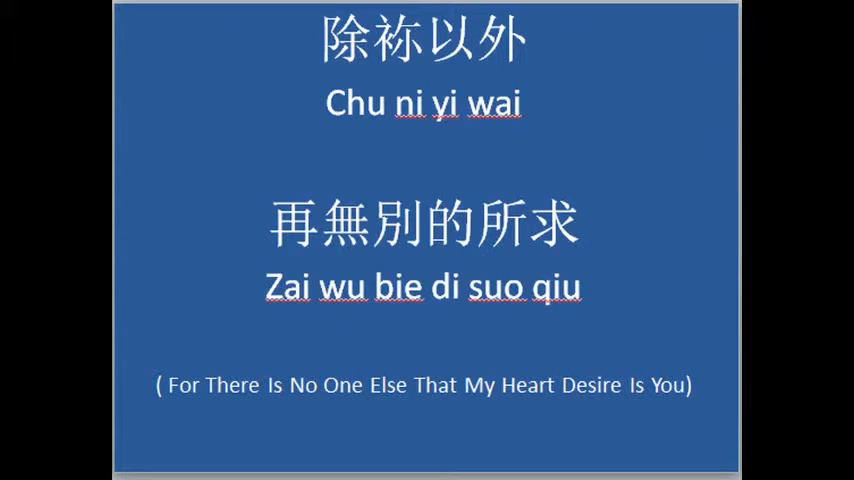 除祢以外
Chu ni yi wai
再無別的所求
Zai wu bie di suo qiu
( For There Is No One Else That My Heart Desire Is You)